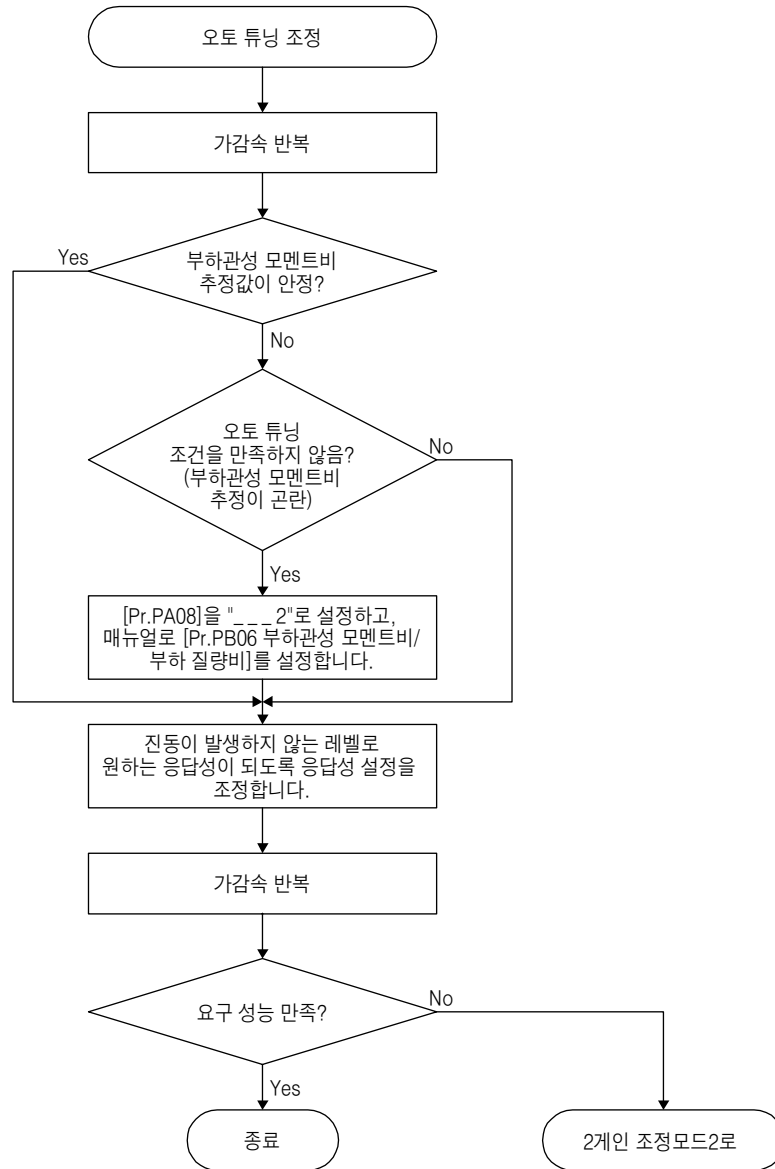 오토 튜닝 조정
가감속 반복
부하관성 모멘트비
추정값이 안정?
Yes
No
오토 튜닝
조건을 만족하지 않음?
(부하관성 모멘트비
추정이 곤란)
No
Yes
[Pr.PA08]을 "_ _ _ 2"로 설정하고,
매뉴얼로 [Pr.PB06 부하관성 모멘트비/
부하 질량비]를 설정합니다.
진동이 발생하지 않는 레벨로
원하는 응답성이 되도록 응답성 설정을
조정합니다.
가감속 반복
요구 성능 만족?
No
Yes
종료
2게인 조정모드2로